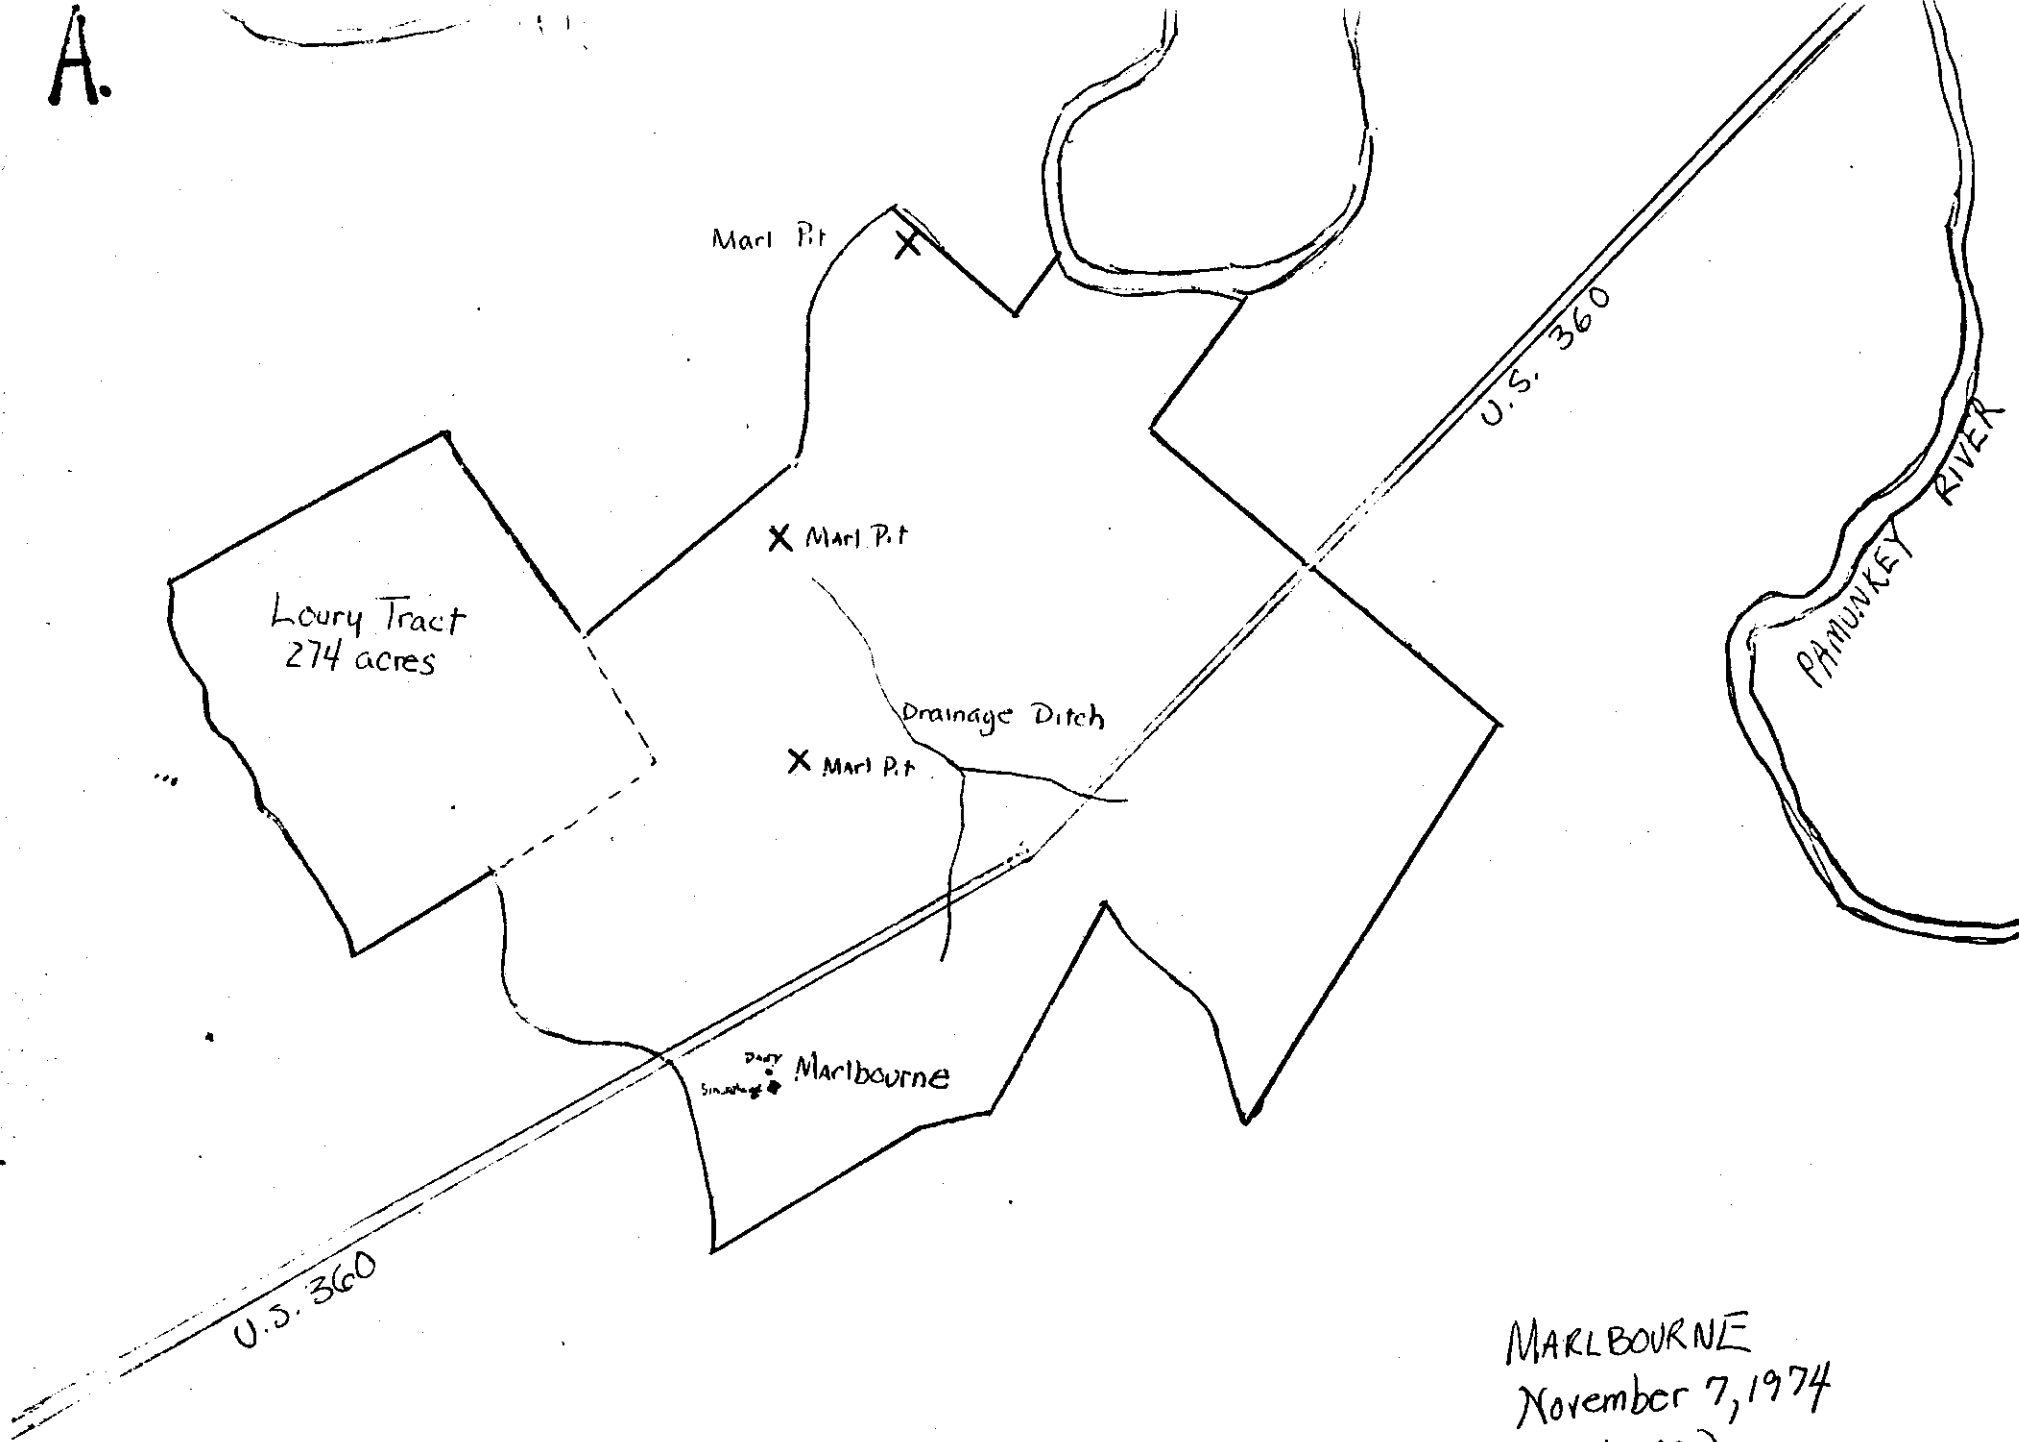 A.
Marl Pit
X
U.S. 360
PAMUNKEY RIVER
X Marl Pit
Loury Tract
274 acres
Drainage Ditch
X Marl Pit
Marlbourne
U.S. 360
MARLBOURNE
November 7, 1974